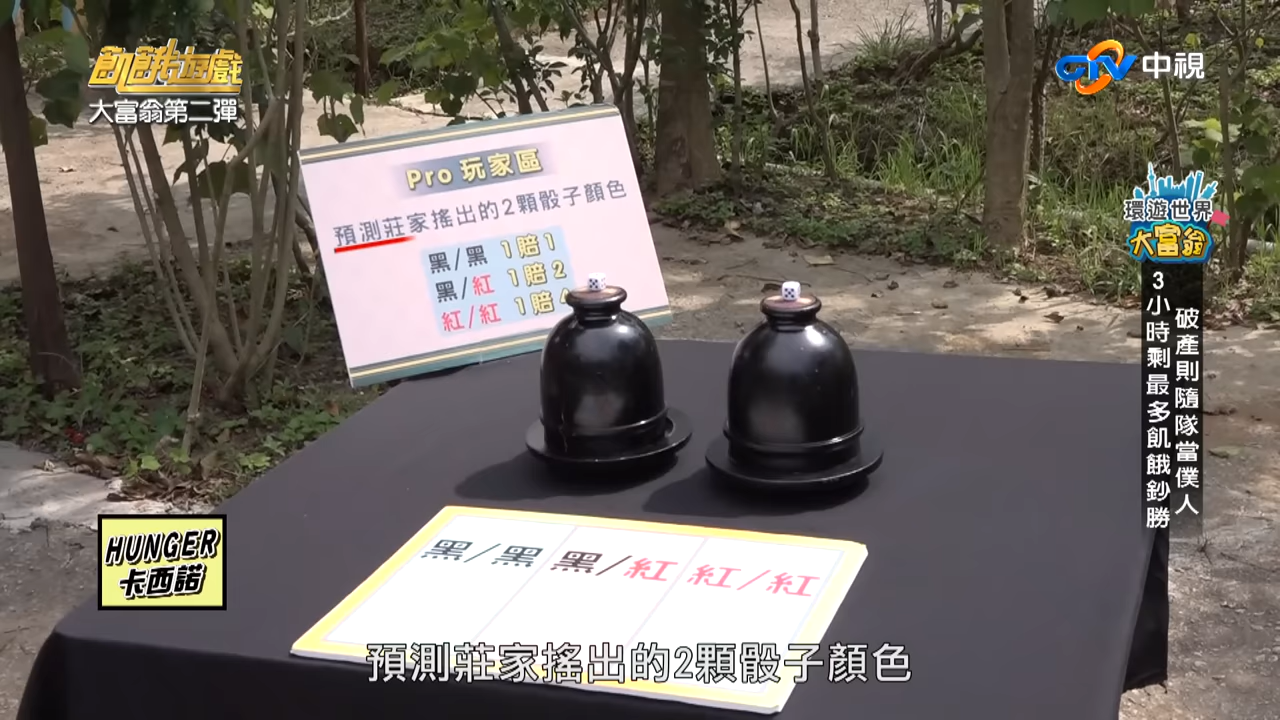 飢餓遊戲
大富翁第二彈
CTV中視
Pro 玩家區
預測莊家搖出的2顆骰子顏色
黑/黑 1賠1
黑/紅 1賠2
紅/紅 1賠4
環遊世界
大富翁
破產則隨隊當僕人
3小時剩最多飢餓鈔勝
黑/黑 黑/紅 紅/紅
HUNGER
卡西諾
預測莊家搖出的2顆骰子顏色